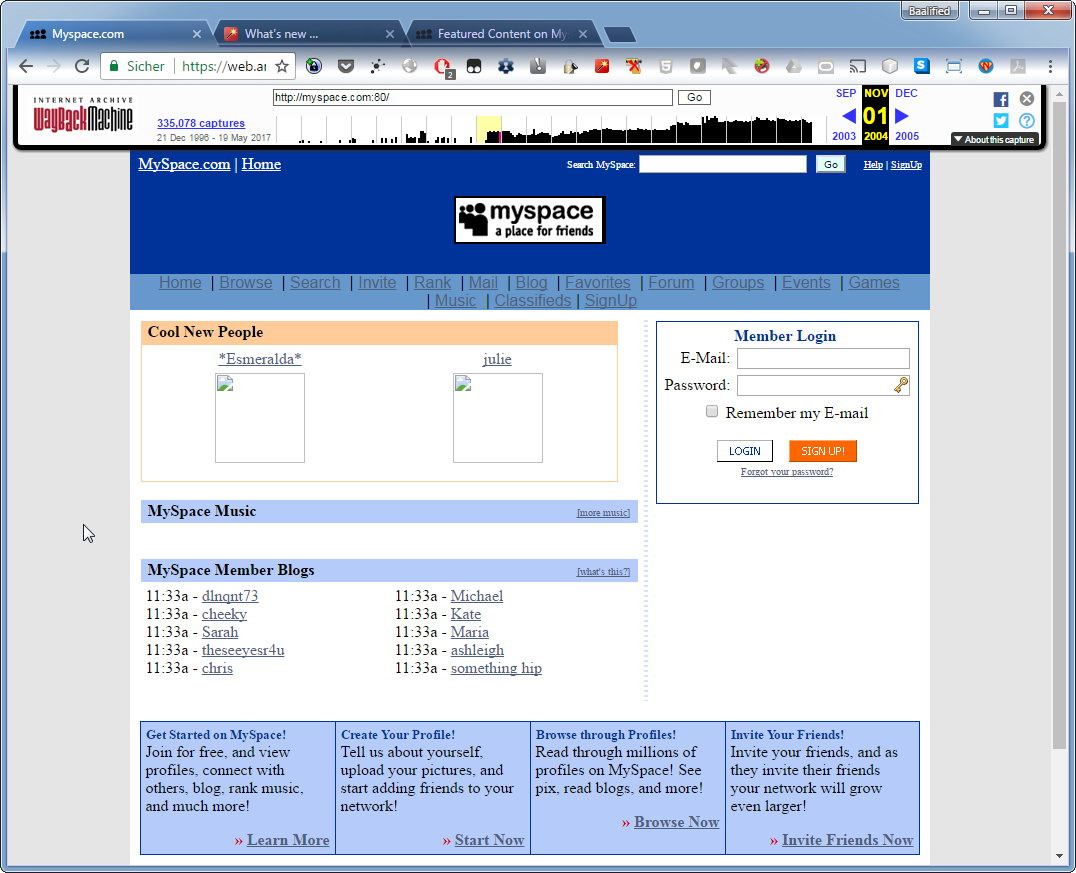 Baalified
Myspace.com
What's new ...
Featured Content on My
Sicher
https://web.ar
2
INTERNET ARCHIVE
WayBackMachine
http://myspace.com:80/
Go
335,078 captures
21 Dec 1996 - 19 May 2017
SEP NOV DEC
01
2003 2004 2005
About this capture
MySpace.com | Home
Search MySpace:
Go
Help | SignUp
myspace
a place for friends
Home | Browse | Search | Invite | Rank | Mail | Blog | Favorites | Forum | Groups | Events | Games
| Music | Classifieds | SignUp
Cool New People
*Esmeralda* julie
Member Login
E-Mail:
Password:
Remember my E-mail
LOGIN SIGN UP!
Forgot your password?
MySpace Music [more music]
MySpace Member Blogs [what's this?]
11:33a - dlnqnt73 11:33a - Michael
11:33a - cheeky 11:33a - Kate
11:33a - Sarah 11:33a - Maria
11:33a - theseeyesr4u 11:33a - ashleigh
11:33a - chris 11:33a - something hip
Get Started on MySpace!
Join for free, and view
profiles, connect with
others, blog, rank music,
and much more!
» Learn More
Create Your Profile!
Tell us about yourself,
upload your pictures, and
start adding friends to your
network!
» Start Now
Browse through Profiles!
Read through millions of
profiles on MySpace! See
pix, read blogs, and more!
» Browse Now
Invite Your Friends!
Invite your friends, and as
they invite their friends
your network will grow
even larger!
» Invite Friends Now